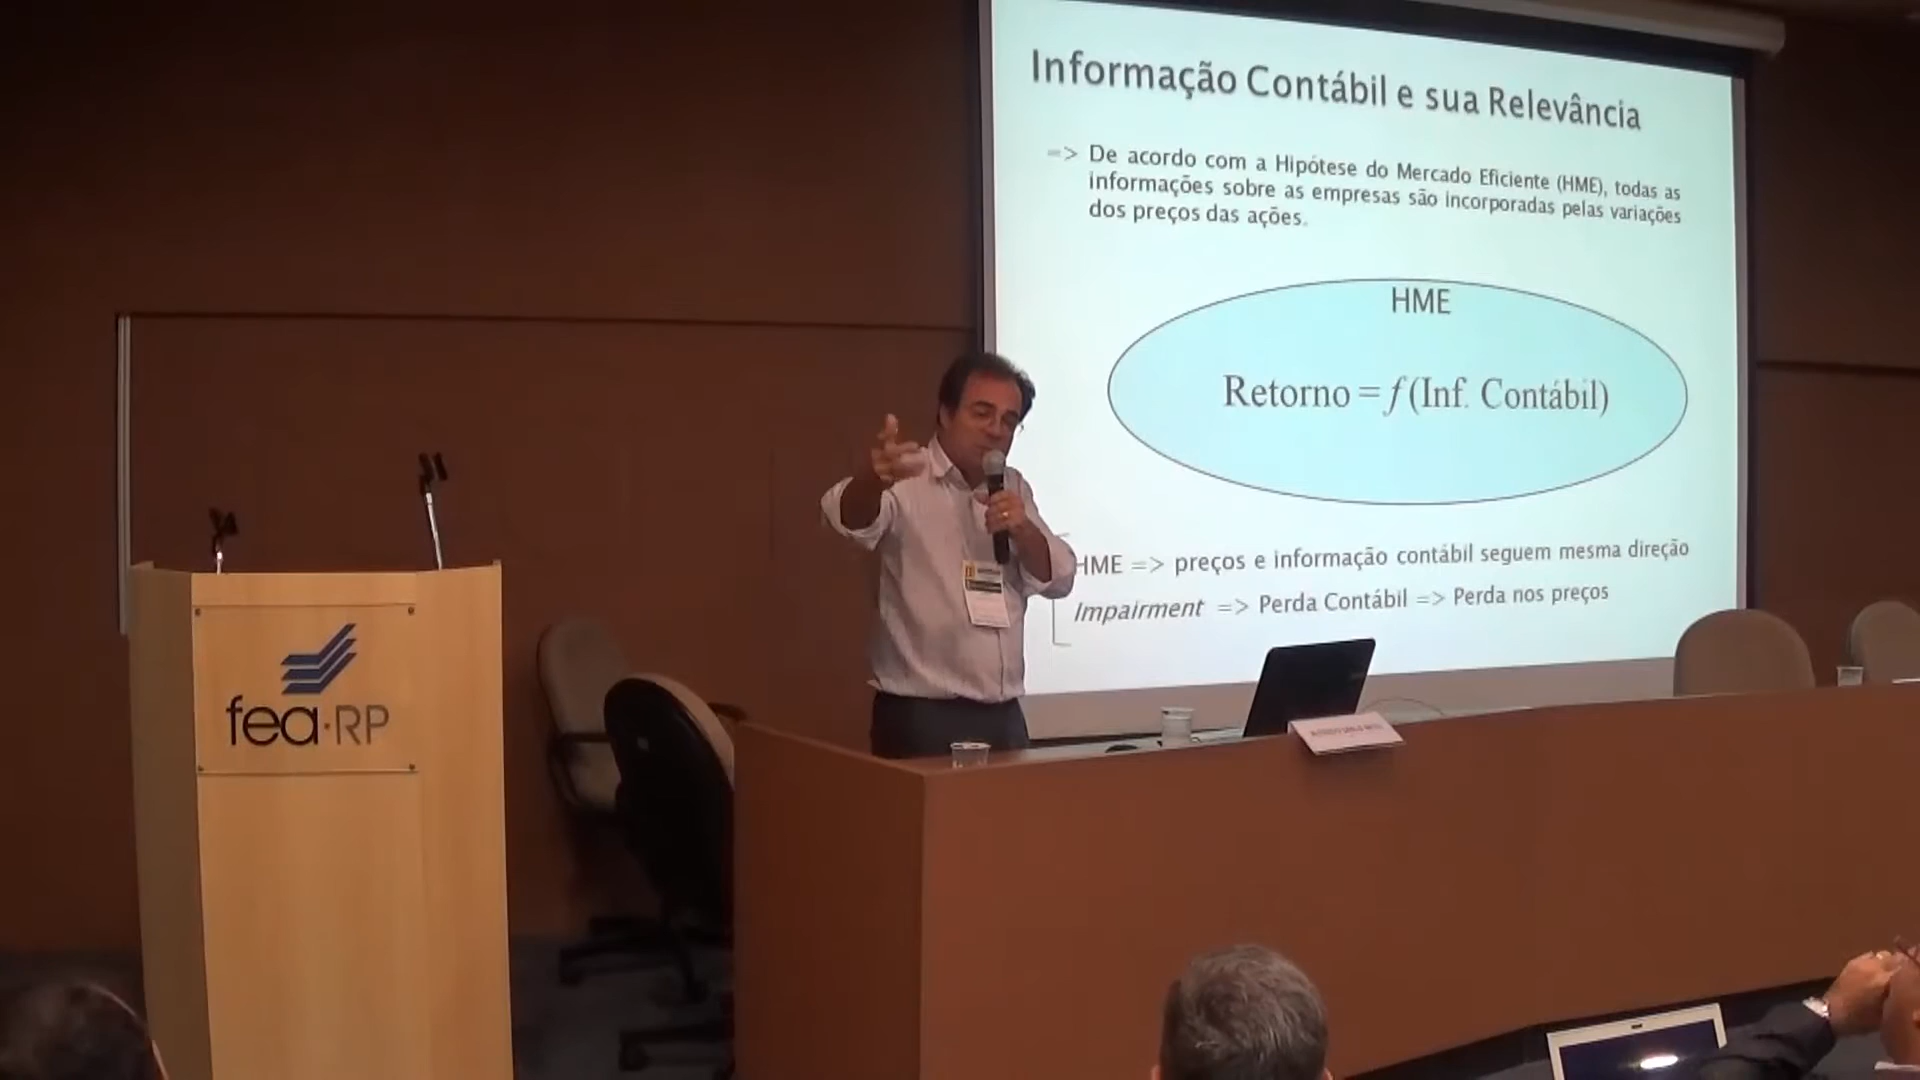 Informação Contábil e sua Relevância
=> De acordo com a Hipótese do Mercado Eficiente (HME), todas as
informações sobre as empresas são incorporadas pelas variações
dos preços das ações.
HME
Retorno = f (Inf. Contábil)
HME => preços e informação contábil seguem mesma direção
Impairment => Perda Contábil => Perda nos preços
fea·RP